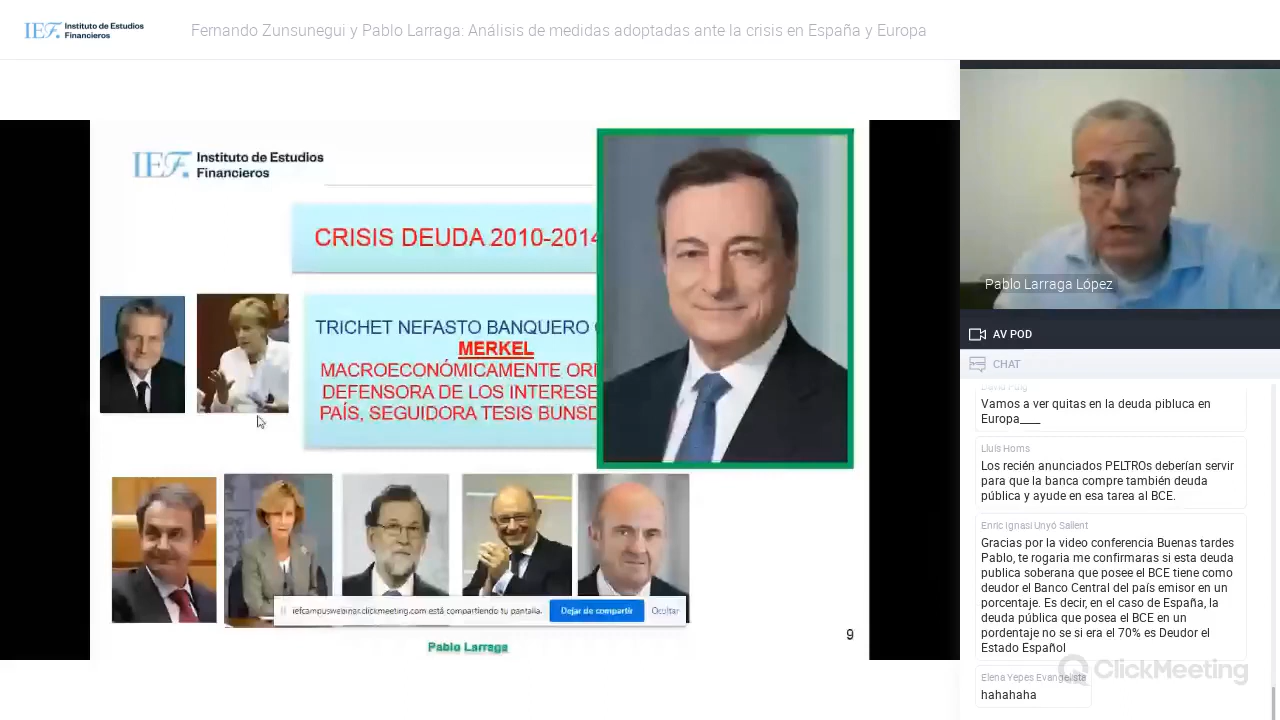 IEF. Instituto de Estudios
Financieros
Fernando Zunsunegui y Pablo Larraga: Análisis de medidas adoptadas ante la crisis en España y Europa
IEF. Instituto de Estudios
Financieros
CRISIS DEUDA 2010-2014
TRICHET NEFASTO BANQUERO
MERKEL
MACROECONÓMICAMENTE
DEFENSORA DE LOS
PAÍS, SEGUIDORA TESIS
iefcampuswebinar.clickmeeting.com está compartiendo tu pantalla.
Dejar de compartir
Ocultar
Pablo Larraga
9
Pablo Larraga López
AV POD
CHAT
David Puig
Vamos a ver quitas en la deuda pibluca en
Europa____
Lluís Homs
Los recién anunciados PELTROs deberían servir
para que la banca compre también deuda
pública y ayude en esa tarea al BCE.
Enric Ignasi Unyó Sallent
Gracias por la video conferencia Buenas tardes
Pablo, te rogaria me confirmaras si esta deuda
publica soberana que posee el BCE tiene como
deudor el Banco Central del país emisor en un
porcentaje. Es decir, en el caso de España, la
deuda pública que posea el BCE en un
pordentaje no se si era el 70% es Deudor el
Estado Español
Elena Yepes Evangelista
hahahaha
ClickMeeting